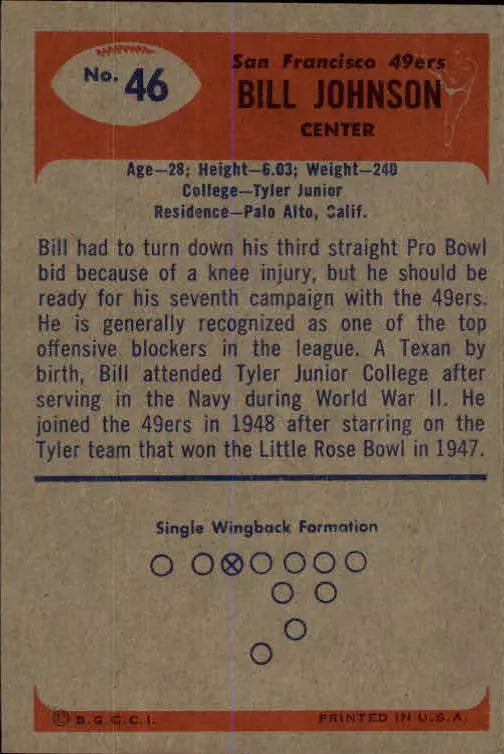 No. 46
San Francisco 49ers
BILL JOHNSON
CENTER
Age—28; Height—6.03; Weight—240
College—Tyler Junior
Residence—Palo Alto, Calif.
Bill had to turn down his third straight Pro Bowl
bid because of a knee injury, but he should be
ready for his seventh campaign with the 49ers.
He is generally recognized as one of the top
offensive blockers in the league. A Texan by
birth, Bill attended Tyler Junior College after
serving in the Navy during World War II. He
joined the 49ers in 1948 after starring on the
Tyler team that won the Little Rose Bowl in 1947.
Single Wingback Formation
© B.G.C.C.I.
PRINTED IN U.S.A.